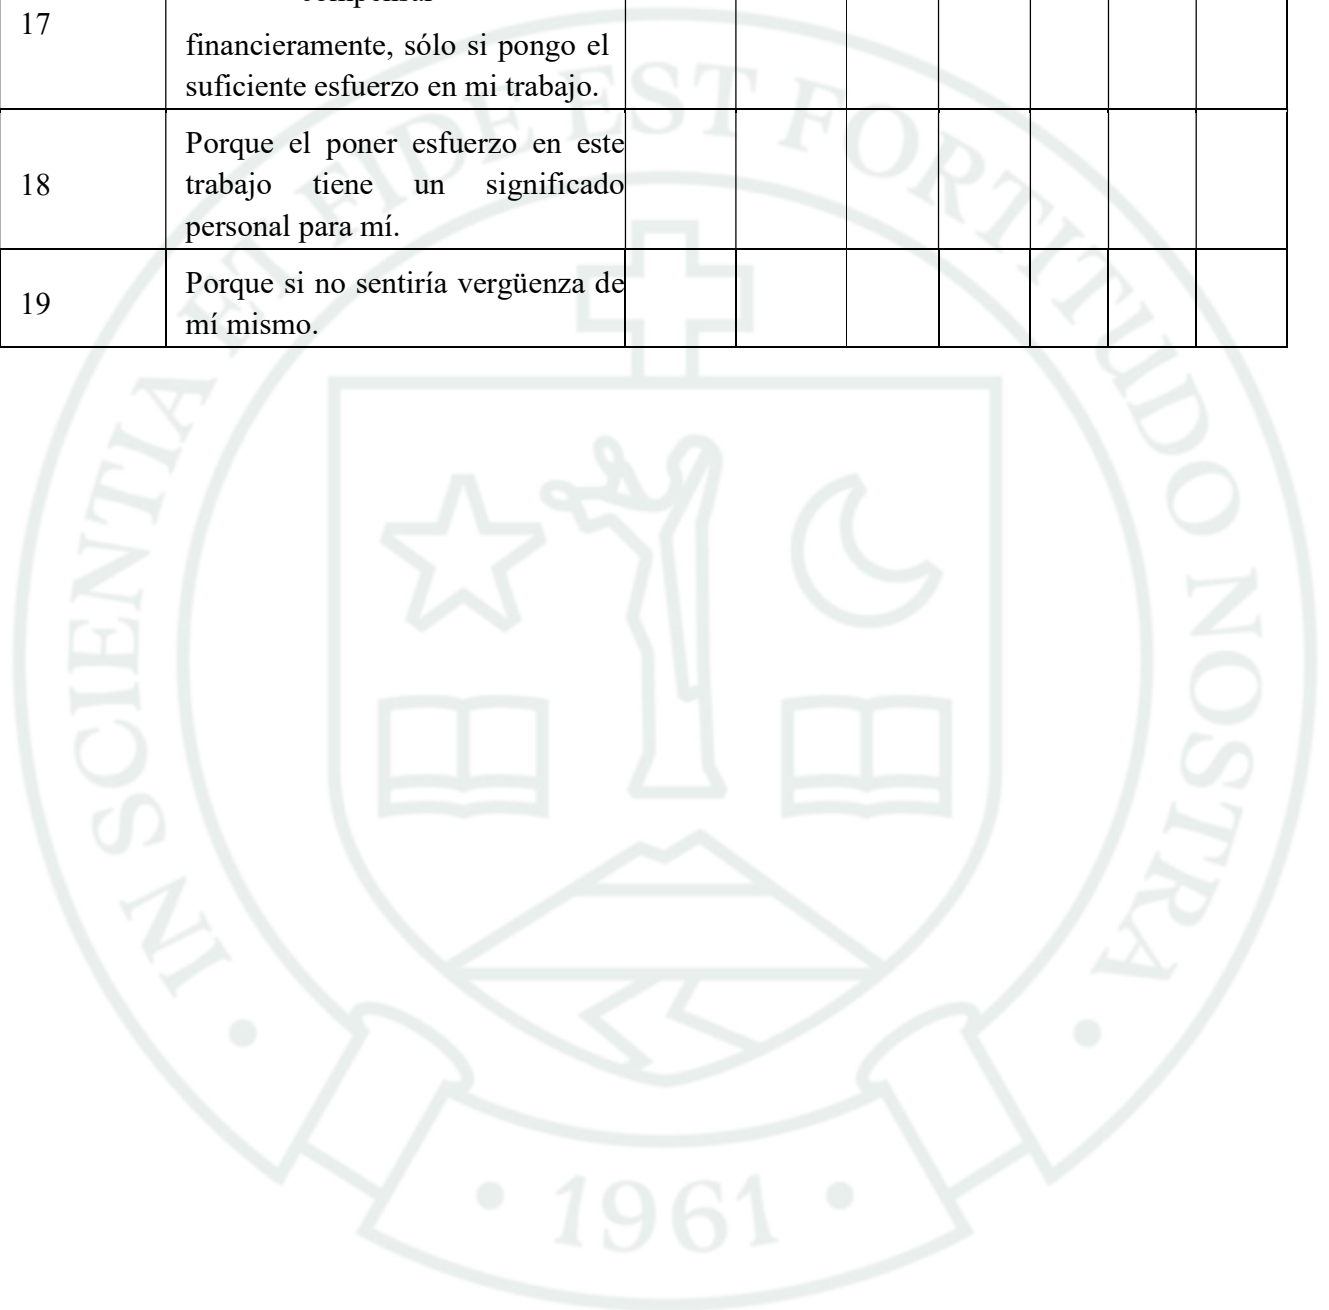 17
financieramente, sólo si pongo el
suficiente esfuerzo en mi trabajo.
18
Porque el poner esfuerzo en este
trabajo tiene un significado
personal para mí.
19
Porque si no sentiría vergüenza de
mí mismo.
IN SCIENTIA ET FIDE EST FORTITUDO NOSTRA
• 1961 •